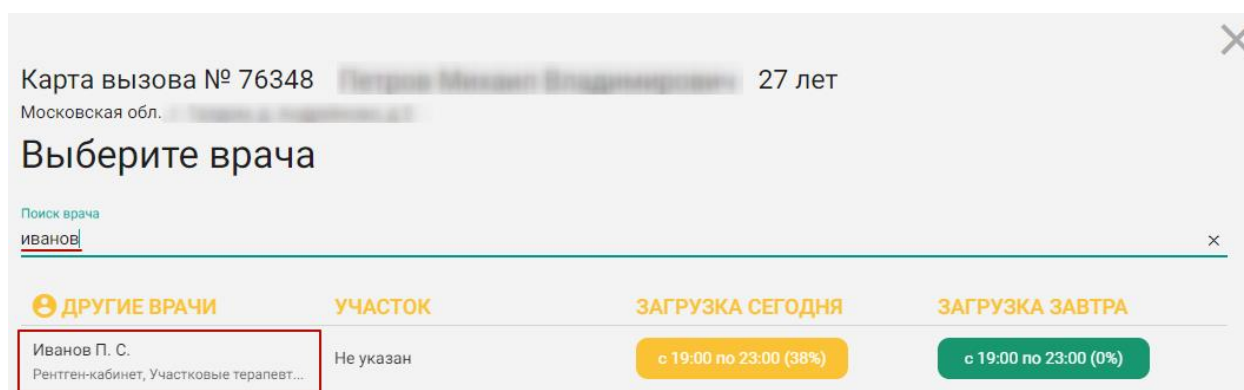 Карта вызова № 76348 27 лет
Московская обл.
Выберите врача
Поиск врача
иванов
ДРУГИЕ ВРАЧИ УЧАСТОК ЗАГРУЗКА СЕГОДНЯ ЗАГРУЗКА ЗАВТРА
Иванов П. С. Не указан с 19:00 по 23:00 (38%) с 19:00 по 23:00 (0%)
Рентген-кабинет, Участковые терапевт...